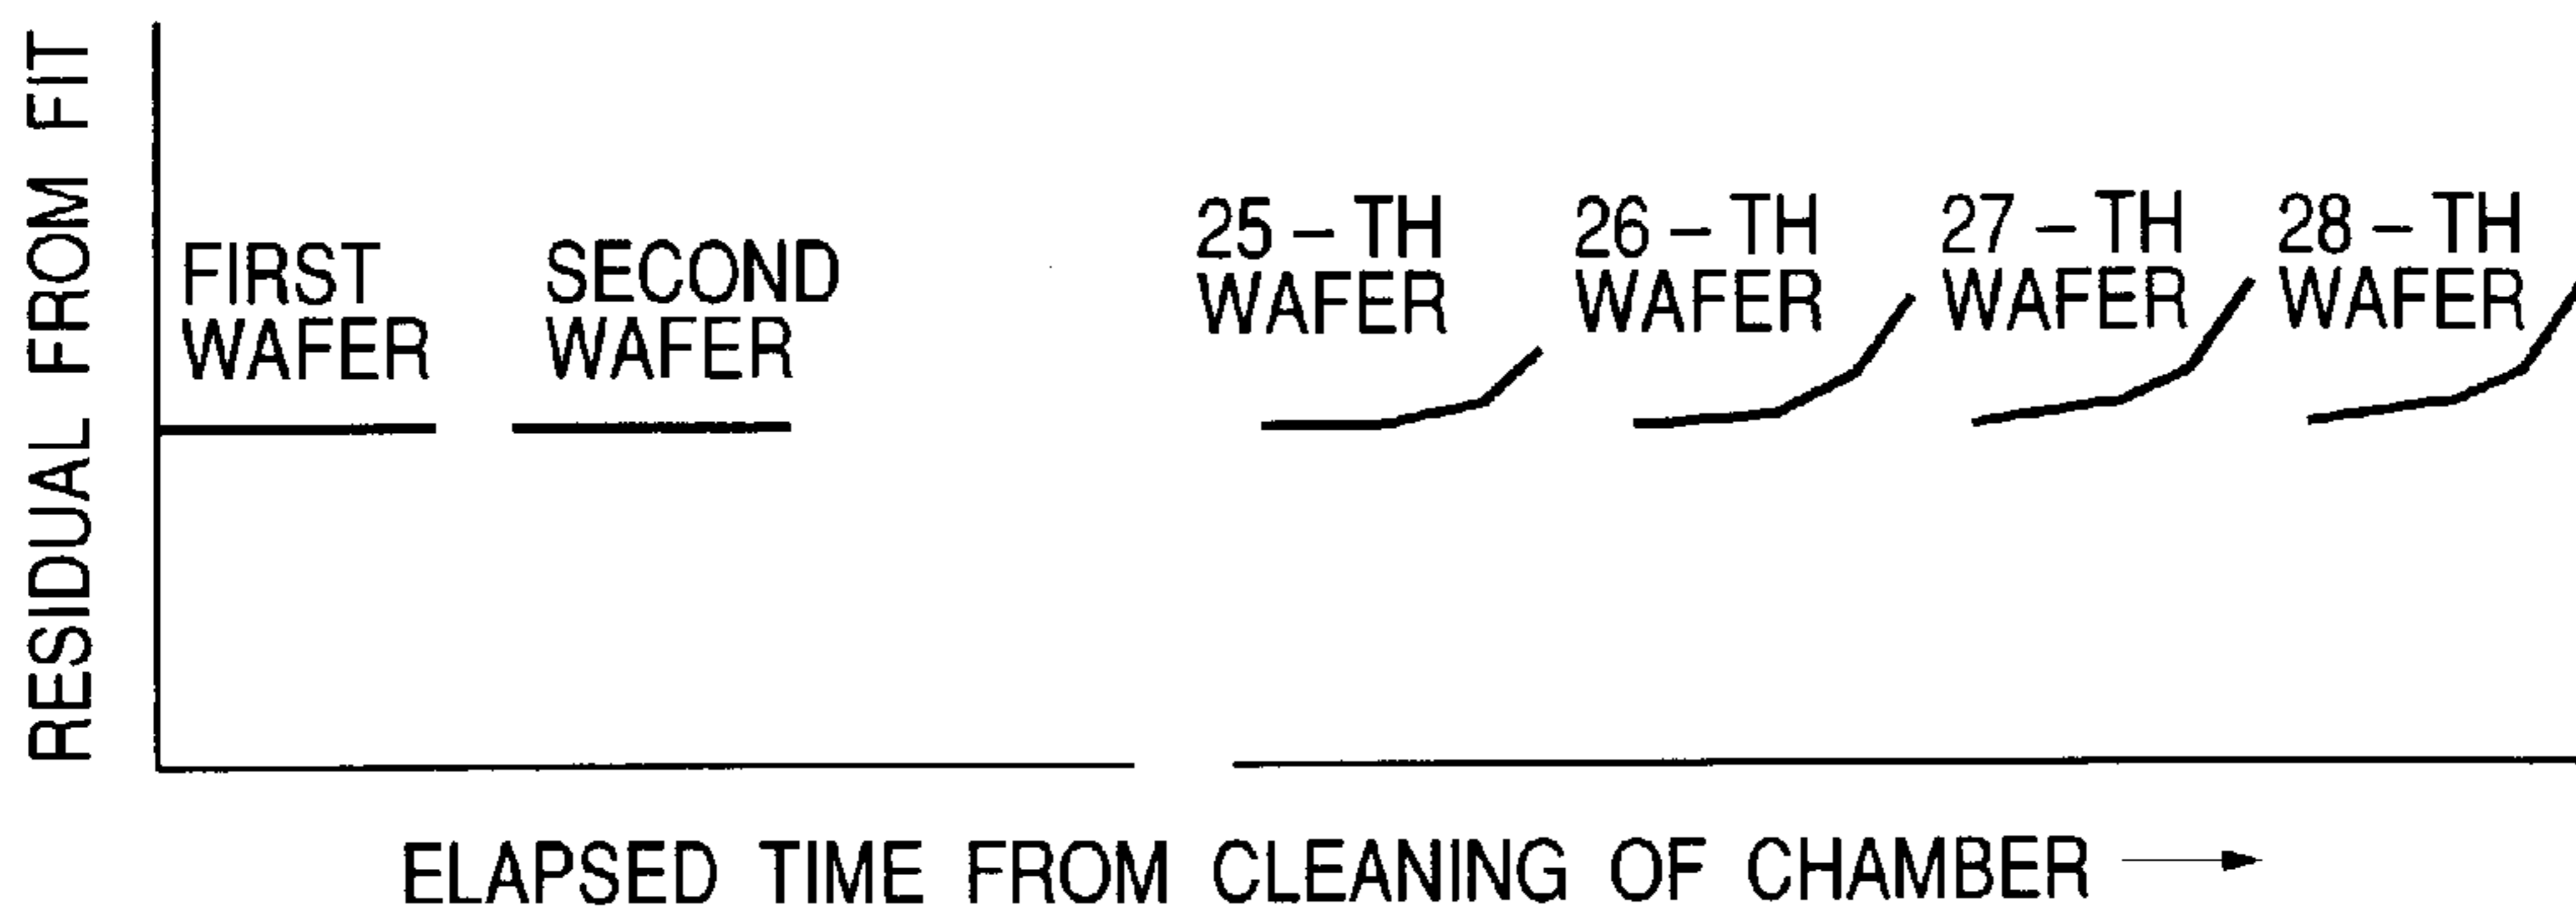 RESIDUAL FROM FIT
FIRST
WAFER
SECOND
WAFER
25 – TH
WAFER
26 – TH
WAFER
27 – TH
WAFER
28 – TH
WAFER
ELAPSED TIME FROM CLEANING OF CHAMBER